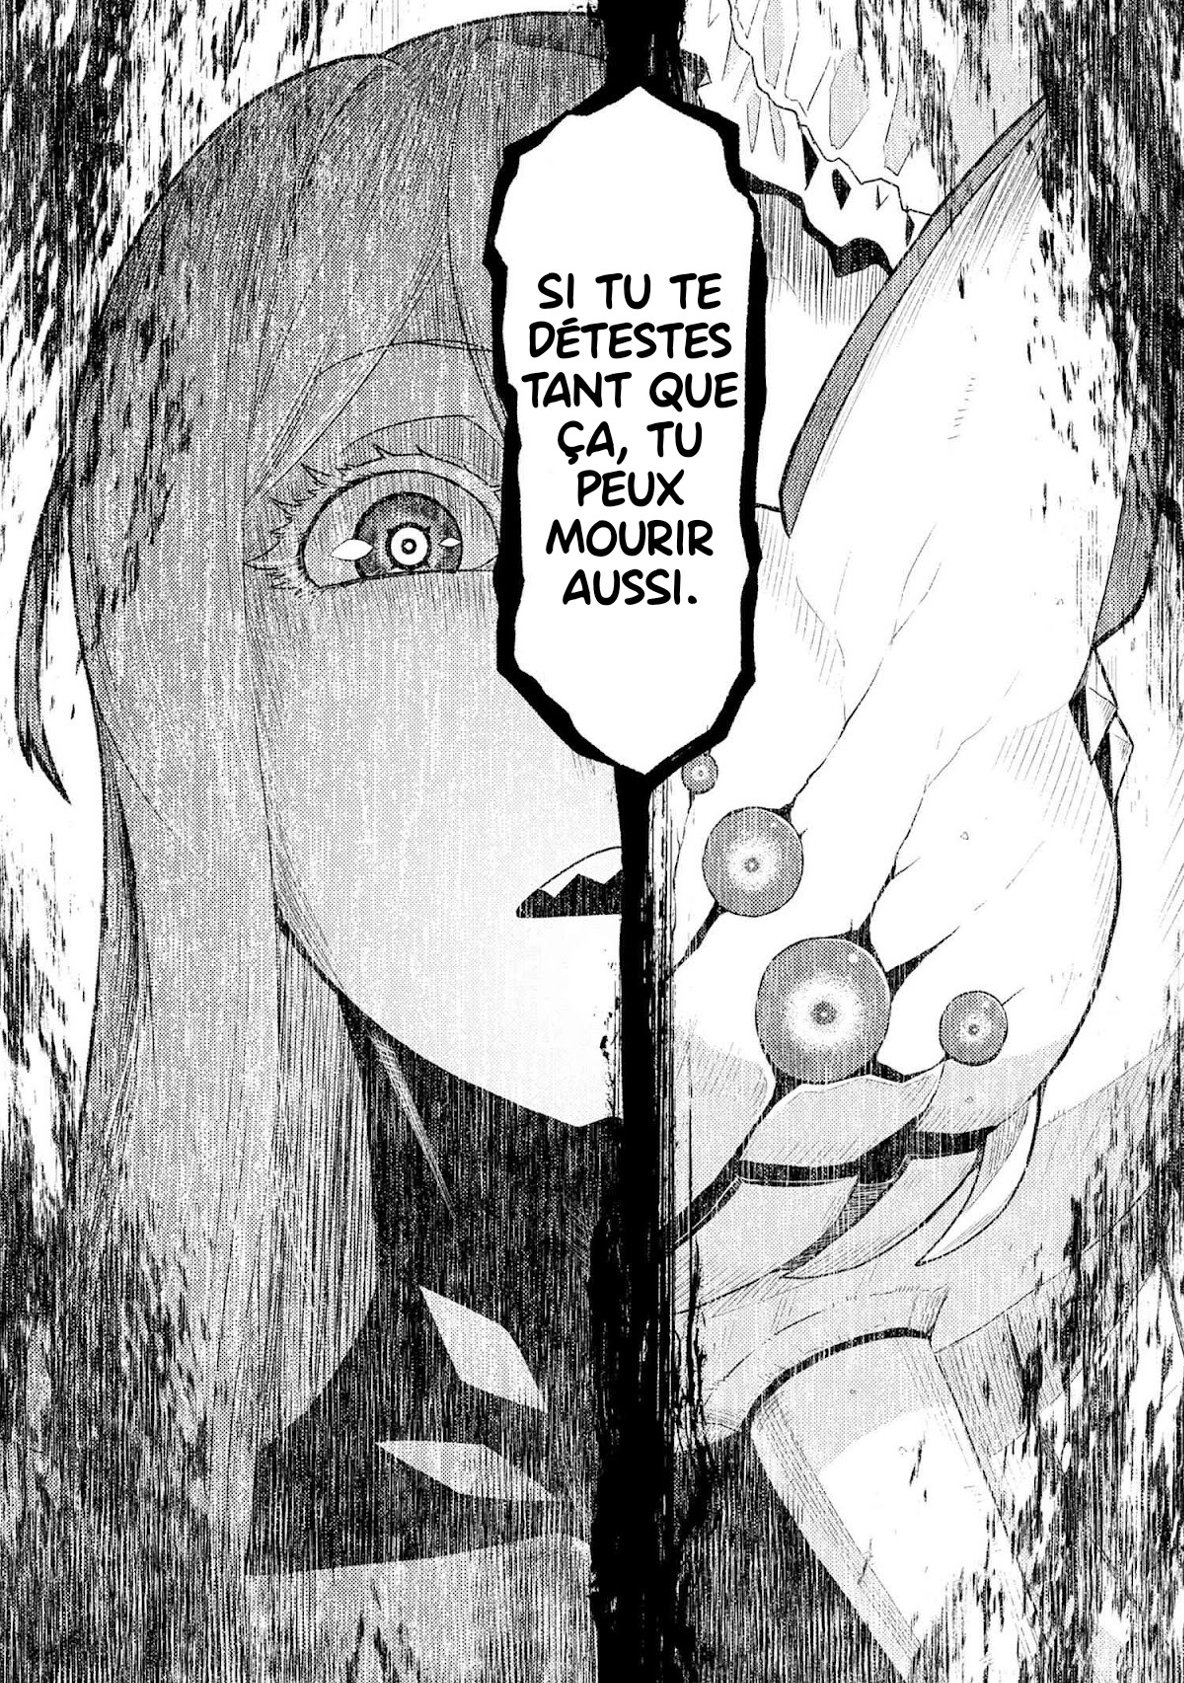 SI TU TE
DÉTESTES
TANT QUE
ÇA, TU
PEUX
MOURIR
AUSSI.